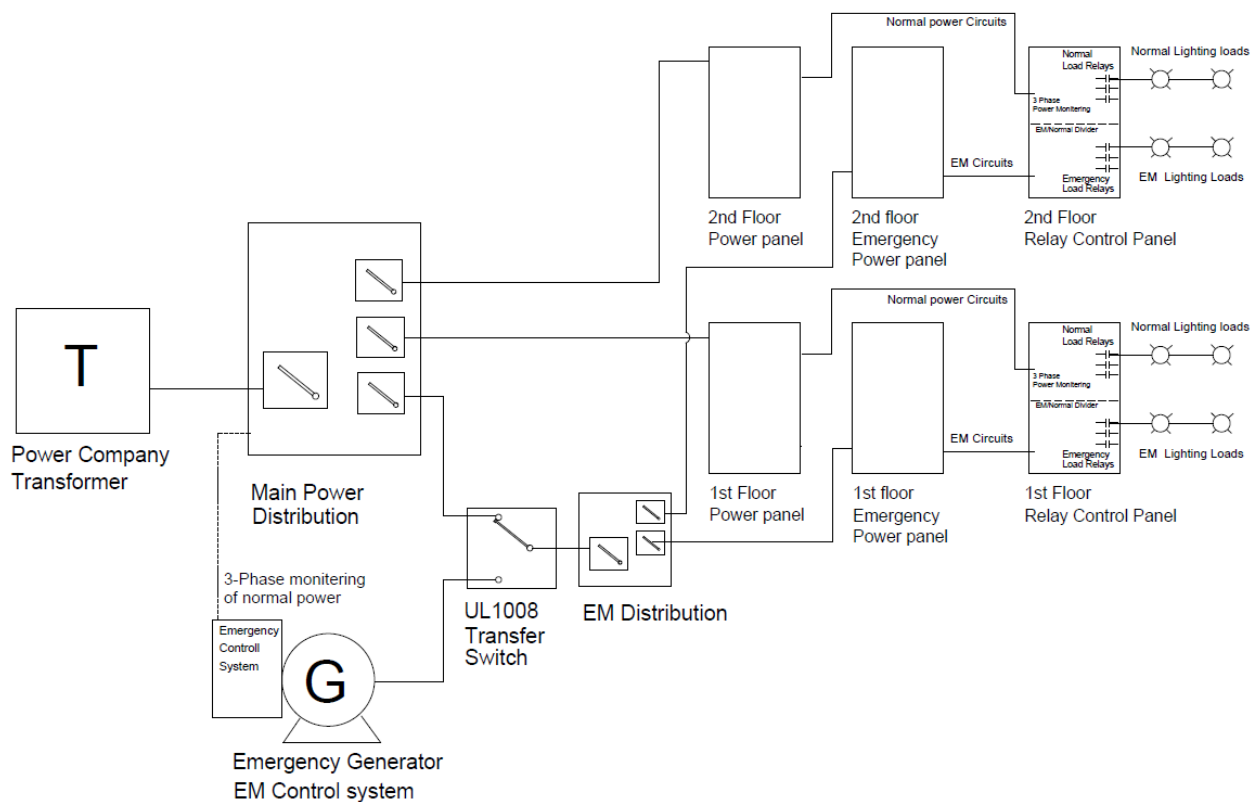 Normal power Circuits
Normal
Load Relays
3 Phase
Power Monitering
EM/Normal Divider
Emergency
Load Relays
Normal Lighting loads
EM Lighting Loads
EM Circuits
2nd Floor
Power panel
2nd floor
Emergency
Power panel
2nd Floor
Relay Control Panel
Normal power Circuits
Normal
Load Relays
3 Phase
Power Monitering
EM/Normal Divider
Emergency
Load Relays
Normal Lighting loads
EM Lighting Loads
EM Circuits
1st Floor
Power panel
1st floor
Emergency
Power panel
1st Floor
Relay Control Panel
T
Power Company
Transformer
Main Power
Distribution
3-Phase monitering
of normal power
UL1008
Transfer
Switch
EM Distribution
Emergency
Controll
System
G
Emergency Generator
EM Control system